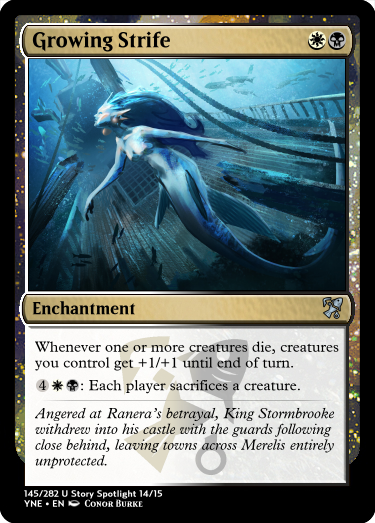 Growing Strife
Enchantment
Whenever one or more creatures die, creatures
you control get +1/+1 until end of turn.
4: Each player sacrifices a creature.
Angered at Ranera's betrayal, King Stormbrooke
withdrew into his castle with the guards following
close behind, leaving towns across Merelis entirely
unprotected.
145/282 U Story Spotlight 14/15
YNE • EN Conor Burke